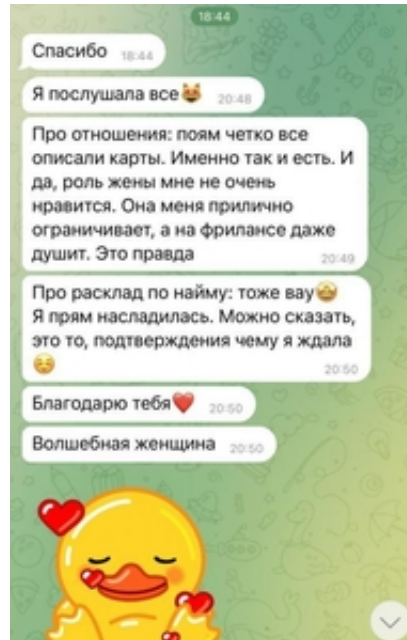 18:44
Спасибо 18:44
Я послушала все😻 20:48
Про отношения: поям четко все
описали карты. Именно так и есть. И
да, роль жены мне не очень
нравится. Она меня прилично
ограничивает, а на фрилансе даже
душит. Это правда 20:49
Про расклад по найму: тоже вау🤩
Я прям насладилась. Можно сказать,
это то, подтверждения чему я ждала
☺️ 20:50
Благодарю тебя❤️ 20:50
Волшебная женщина 20:50